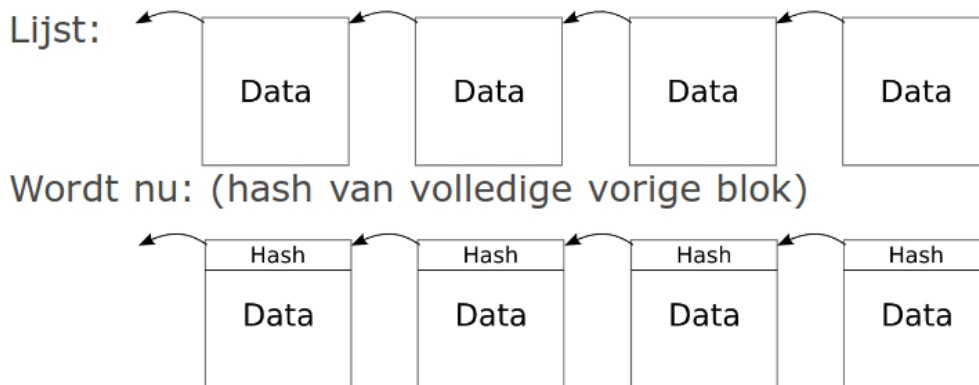 Lijst:
Data Data Data Data
Wordt nu: (hash van volledige vorige blok)
Hash Hash Hash Hash
Data Data Data Data